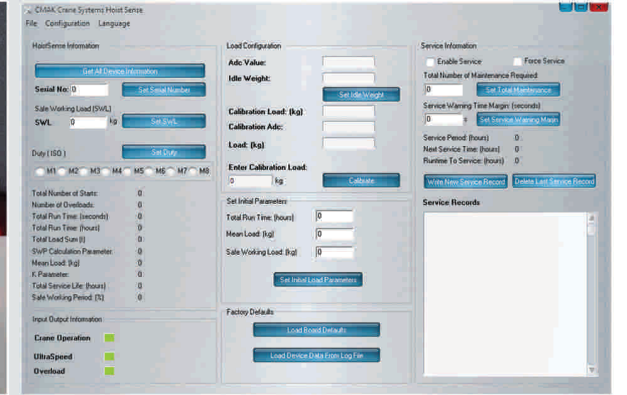 CMAK Crane Systems Hoist Sense
File Configuration Language
HoistSense Information
Get All Device Information
Serial No: 0 Set Serial Number
Safe Working Load (SWL)
SWL 0 kg Set SWL
Duty ( ISO ) Set Duty
M1 M2 M3 M4 M5 M6 M7 M8
Total Number of Starts: 0
Number of Overloads: 0
Total Run Time: (seconds) 0
Total Run Time: (hours) 0
Total Load Sum (t) 0
SWP Calculation Parameter: 0
Mean Load: (kg) 0
K Parameter: 0
Total Service Life: (hours) 0
Safe Working Period: (%) 0
Input Output Information
Crane Operation
UltraSpeed
Overload
Load Configuration
Adc Value:
Idle Weight:
Set Idle Weight
Calibration Load: (kg)
Calibration Adc:
Load: (kg)
Enter Calibration Load:
0 kg Calibrate
Set Initial Parameters
Total Run Time: (hours) 0
Mean Load: (kg) 0
Safe Working Load: (kg) 0
Set Initial Load Parameters
Factory Defaults
Load Board Defaults
Load Device Data From Log File
Service Information
Enable Service Force Service
Total Number of Maintenance Required:
0 Set Total Maintenance
Service Warning Time Margin: (seconds)
0 s Set Service Warning Margin
Service Period: (hours) 0
Next Service Time: (hours) 0
Runtime To Service: (hours) 0
Write New Service Record Delete Last Service Record
Service Records